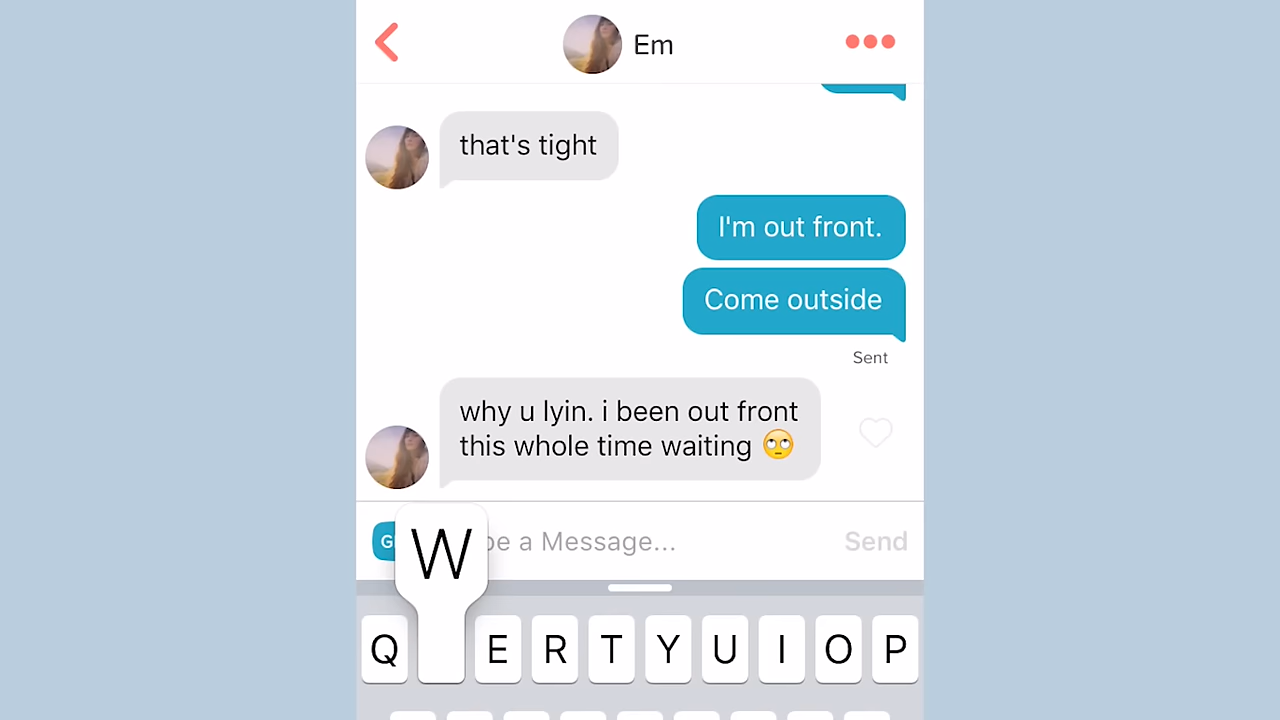 Em
that's tight
I'm out front.
Come outside
Sent
why u lyin. i been out front
this whole time waiting 🙄
a Message...
Send
W
Q E R T Y U I O P